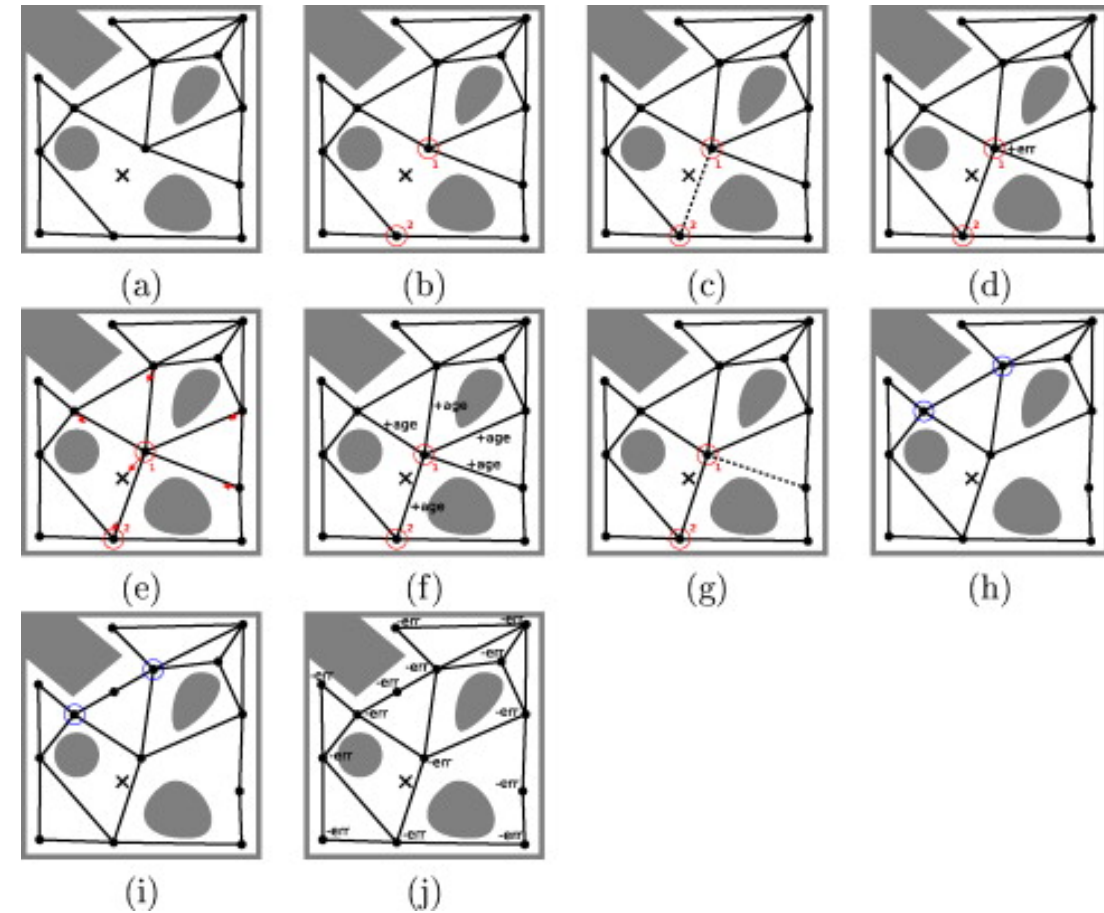 1
2
(a)
(b)
1
2
(c)
+err
1
2
(d)
1
2
(e)
+age
+age
+age
1
+age
+age
2
(f)
1
2
(g)
(h)
(i)
-err
-err
-err
-err
-err
-err
-err
-err
-err
-err
-err
-err
-err
-err
(j)